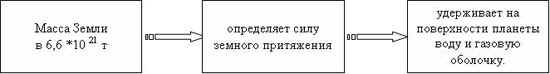 Масса Земли
в 6,6 *10 21 т
определяет силу
земного притяжения
удерживает на
поверхности планеты
воду и газовую
оболочку.